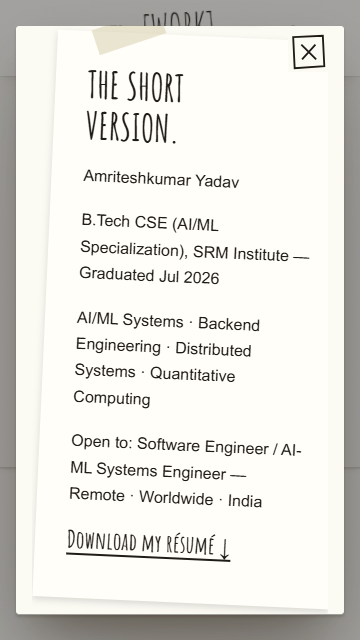 [WORK]
THE SHORT
VERSION.
Amriteshkumar Yadav
B.Tech CSE (AI/ML
Specialization), SRM Institute —
Graduated Jul 2026
AI/ML Systems · Backend
Engineering · Distributed
Systems · Quantitative
Computing
Open to: Software Engineer / AI-
ML Systems Engineer —
Remote · Worldwide · India
Download my résumé ↓